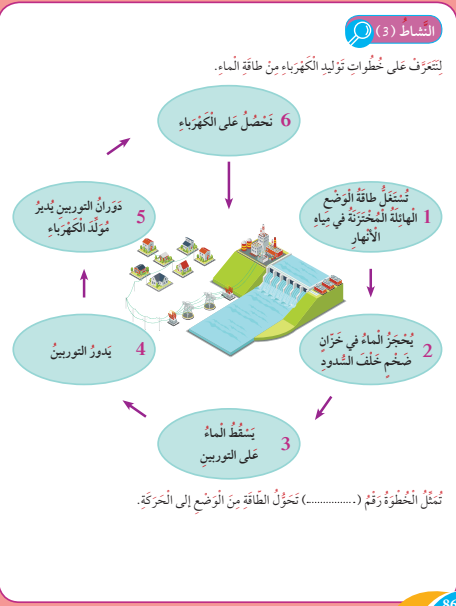 النَّشاطُ (3)
لِنَتَعَرَّفْ عَلى خُطُواتِ تَوْليدِ الْكَهْرَباءِ مِنْ طاقَةِ الْماءِ.
6 نَحْصُلُ عَلى الْكَهْرَباءِ
1 تُسْتَغَلُّ طاقَةُ الْوَضْعِ
الْهائِلَةُ الْمُخْتَزَنَةُ في مِياهِ
الْأَنْهارِ
5 دَوَرانُ التوربينِ يُديرُ
مُوَلِّدَ الْكَهْرَباءِ
2 يُحْجَزُ الْماءُ في خَزّانٍ
ضَخْمٍ خَلْفَ السُّدودِ
4 يَدورُ التوربينُ
3 يَسْقُطُ الْماءُ
عَلى التوربينِ
تُمَثِّلُ الْخُطْوَةُ رَقْمُ (................) تَحَوُّلُ الطّاقَةِ مِنَ الْوَضْعِ إلى الْحَرَكَةِ.
86